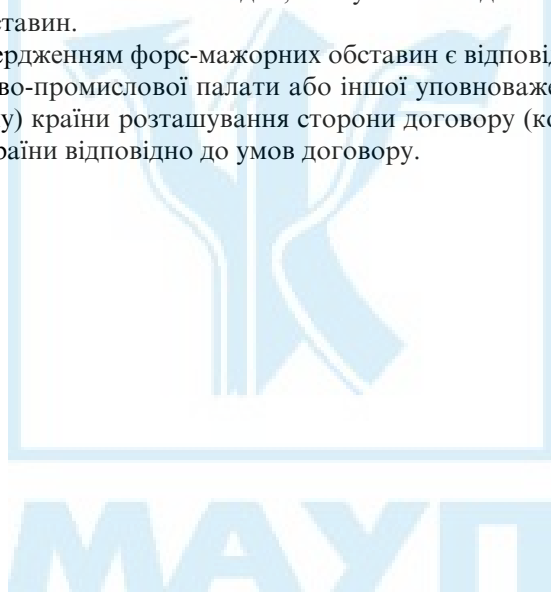 ставин.
ердженням форс-мажорних обставин є відповід
во-промислової палати або іншої уповноваже
у) країни розташування сторони договору (ко
раїни відповідно до умов договору.
МАУП